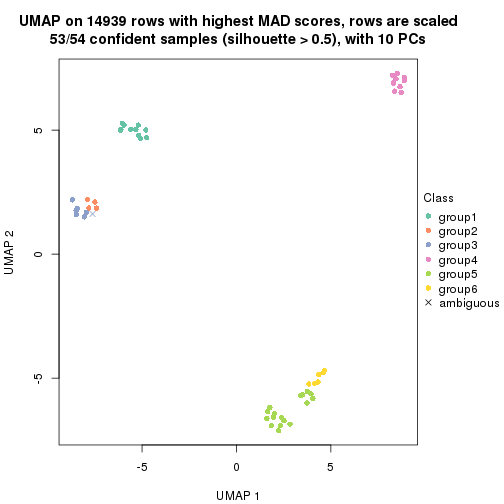 UMAP on 14939 rows with highest MAD scores, rows are scaled
53/54 confident samples (silhouette > 0.5), with 10 PCs
5
0
-5
UMAP 2
-5
0
5
UMAP 1
Class
group1
group2
group3
group4
group5
group6
ambiguous